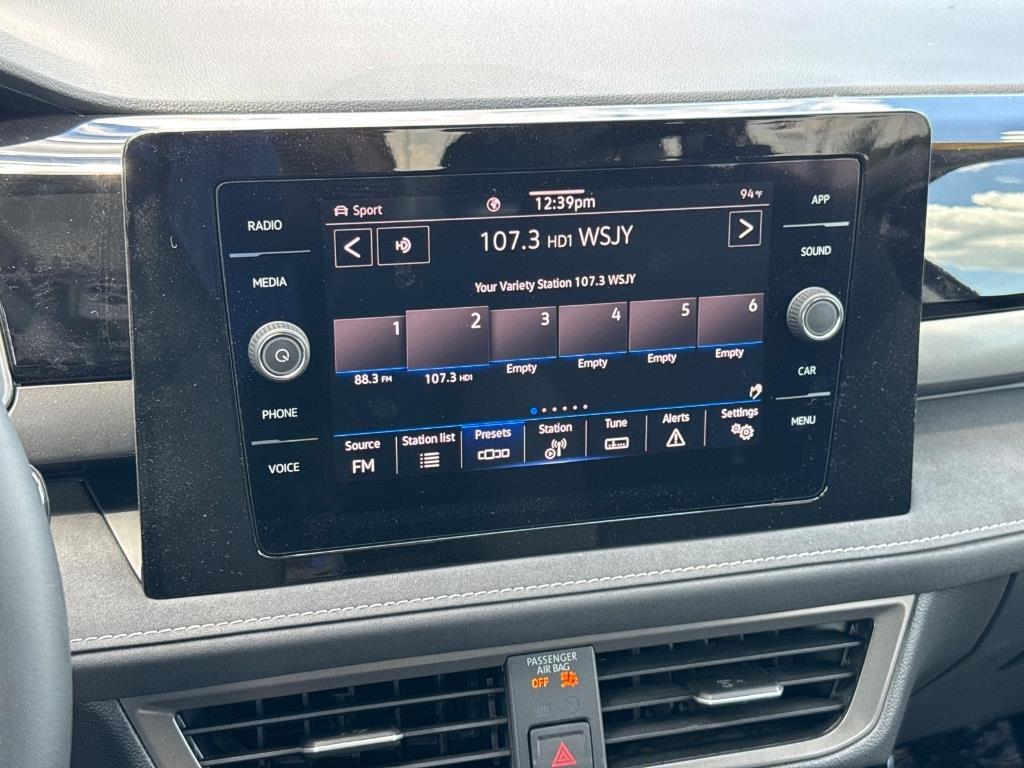 Sport
12:39pm
94°F
RADIO
MEDIA
PHONE
VOICE
APP
SOUND
CAR
MENU
107.3 HD1 WSJY
Your Variety Station 107.3 WSJY
1 2 3 4 5 6
88.3 FM 107.3 HD1 Empty Empty Empty Empty
Source Station list Presets Station Tune Alerts Settings
FM
PASSENGER
AIR BAG
OFF